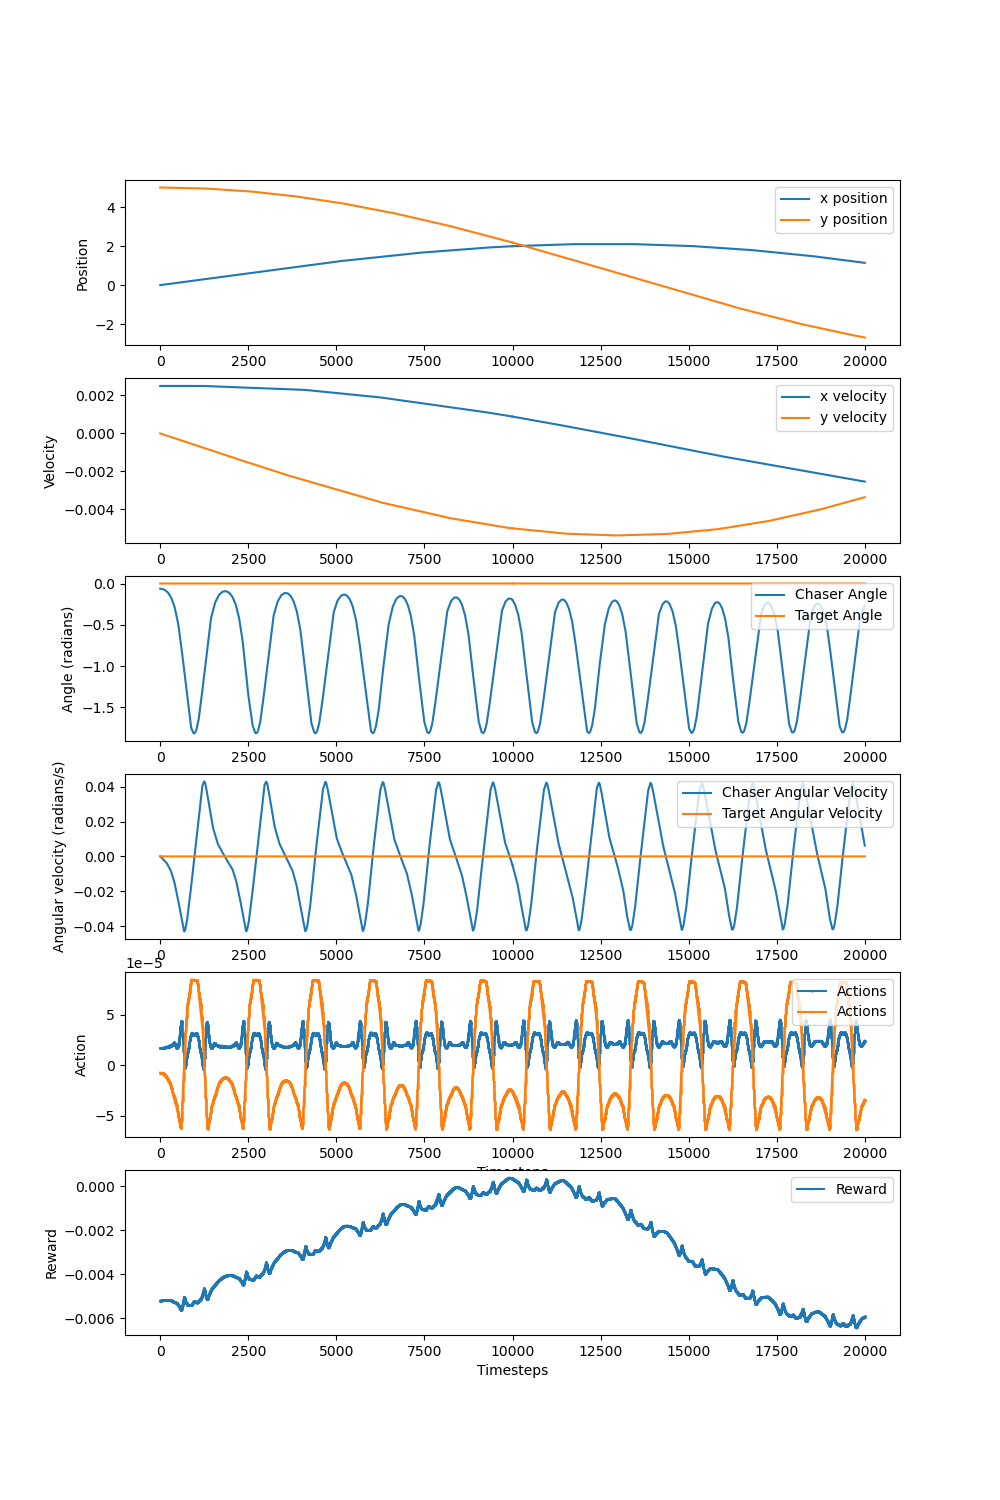 x position
y position
4
2
0
−2
Position
0 2500 5000 7500 10000 12500 15000 17500 20000
x velocity
y velocity
0.002
0.000
−0.002
−0.004
Velocity
0 2500 5000 7500 10000 12500 15000 17500 20000
Chaser Angle
Target Angle
0.0
−0.5
−1.0
−1.5
Angle (radians)
0 2500 5000 7500 10000 12500 15000 17500 20000
Chaser Angular Velocity
Target Angular Velocity
0.04
0.02
0.00
−0.02
−0.04
Angular velocity (radians/s)
0 2500 5000 7500 10000 12500 15000 17500 20000
1e−5
Actions
Actions
5
0
−5
Action
0 2500 5000 7500 10000 12500 15000 17500 20000
Timesteps
Reward
0.000
−0.002
−0.004
−0.006
Reward
0 2500 5000 7500 10000 12500 15000 17500 20000
Timesteps